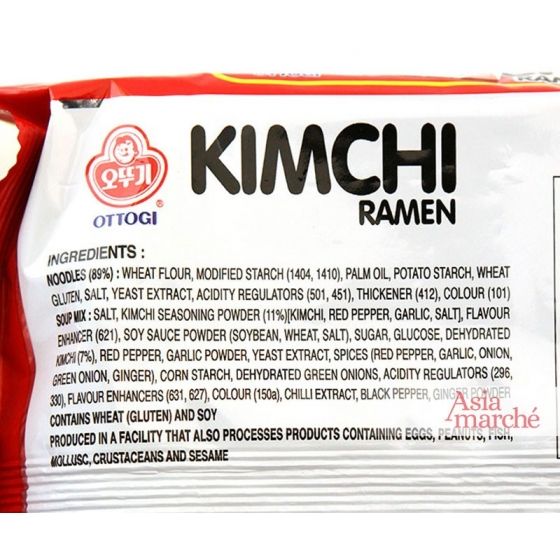 오뚜기
OTTOGI
®
KIMCHI
RAMEN
INGREDIENTS :
NOODLES (89%) : WHEAT FLOUR, MODIFIED STARCH (1404, 1410), PALM OIL, POTATO STARCH, WHEAT
GLUTEN, SALT, YEAST EXTRACT, ACIDITY REGULATORS (501, 451), THICKENER (412), COLOUR (101)
SOUP MIX : SALT, KIMCHI SEASONING POWDER (11%)[KIMCHI, RED PEPPER, GARLIC, SALT], FLAVOUR
ENHANCER (621), SOY SAUCE POWDER (SOYBEAN, WHEAT, SALT), SUGAR, GLUCOSE, DEHYDRATED
KIMCHI (7%), RED PEPPER, GARLIC POWDER, YEAST EXTRACT, SPICES (RED PEPPER, GARLIC, ONION,
GREEN ONION, GINGER), CORN STARCH, DEHYDRATED GREEN ONIONS, ACIDITY REGULATORS (296,
330), FLAVOUR ENHANCERS (631, 627), COLOUR (150a), CHILLI EXTRACT, BLACK PEPPER, GINGER POWDER
CONTAINS WHEAT (GLUTEN) AND SOY
PRODUCED IN A FACILITY THAT ALSO PROCESSES PRODUCTS CONTAINING EGGS, PEANUTS, FISH,
MOLLUSC, CRUSTACEANS AND SESAME
Asia
marché